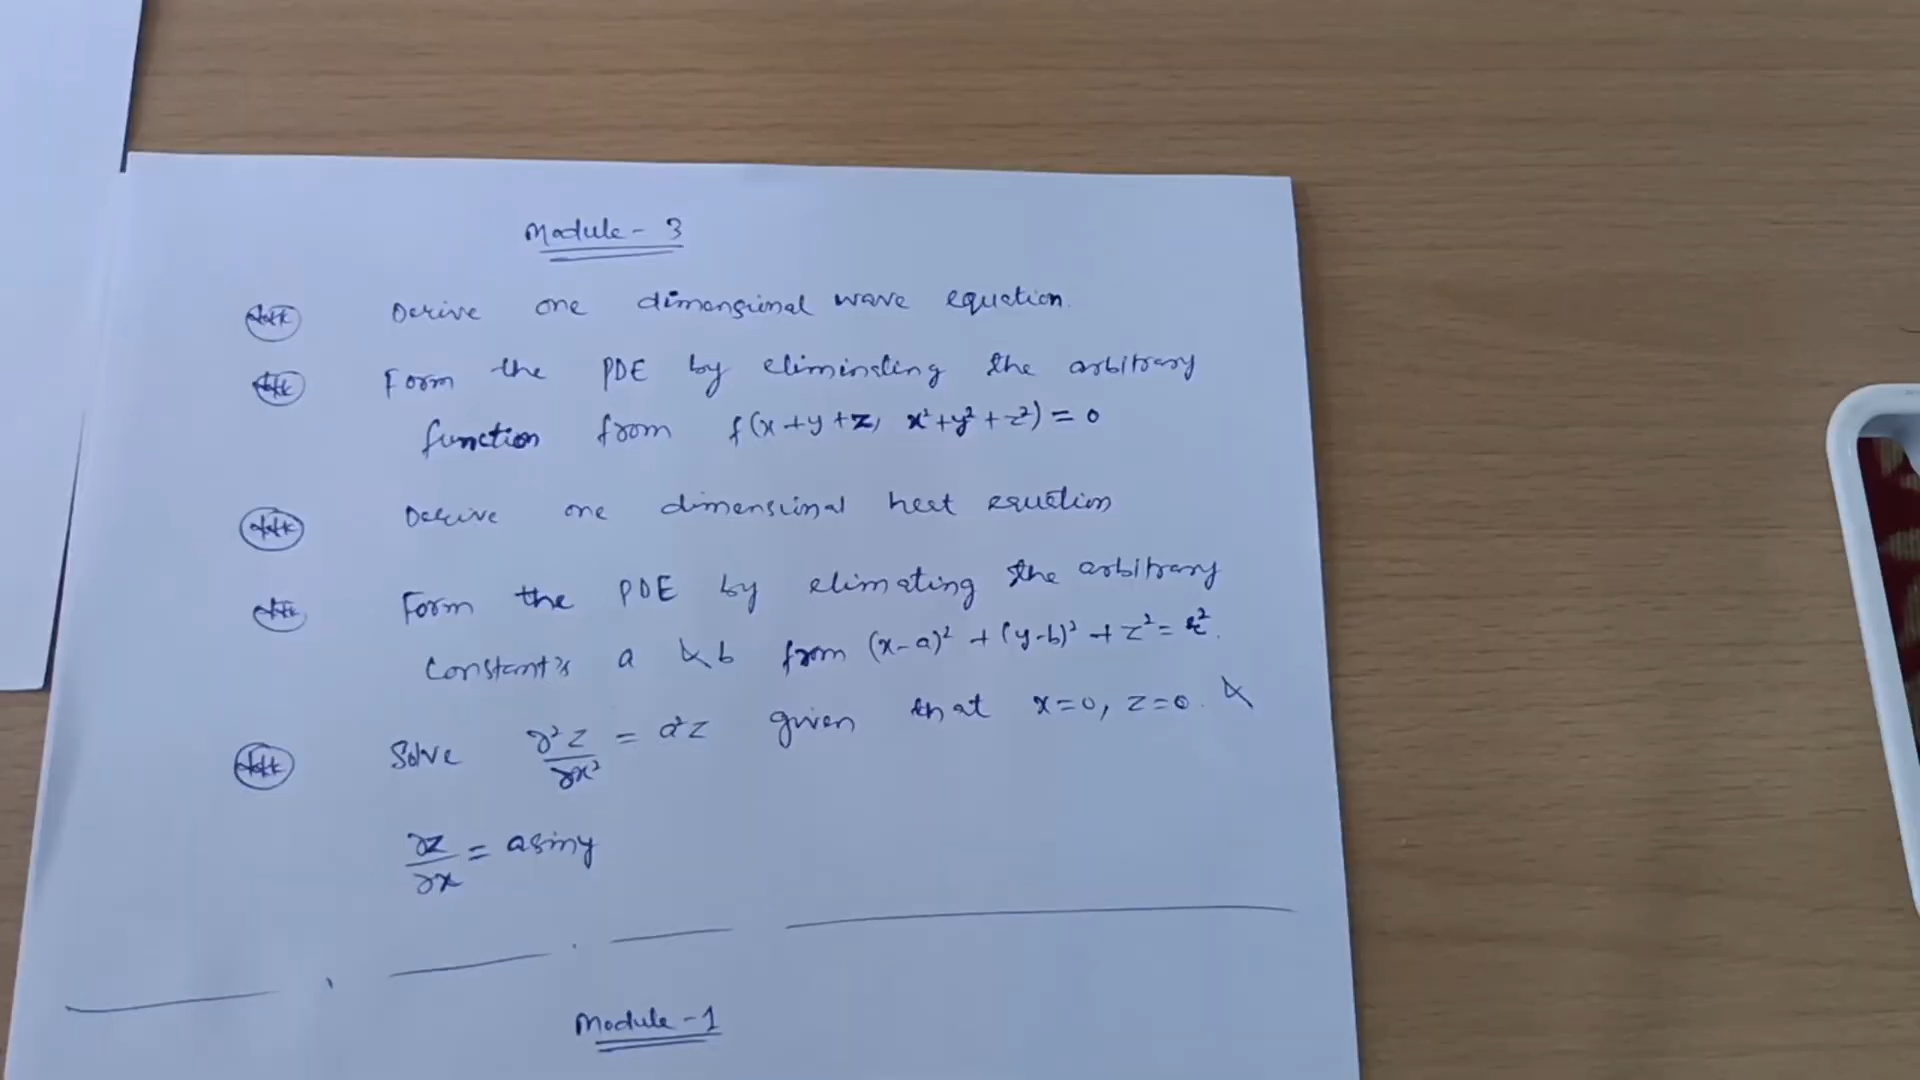 Module - 3
Derive one dimensional wave equation.
Form the PDE by eliminating the arbitrary
function from f(x+y+z, x²+y²+z²) = 0
Derive one dimensional heat equation
Form the PDE by elimating the arbitrary
Constant's a & b from (x-a)² + (y-b)² + z² =
Solve ∂²z/∂x² = a²z given that x=0, z=0. &
∂z/∂x = a sin y
Module - 1